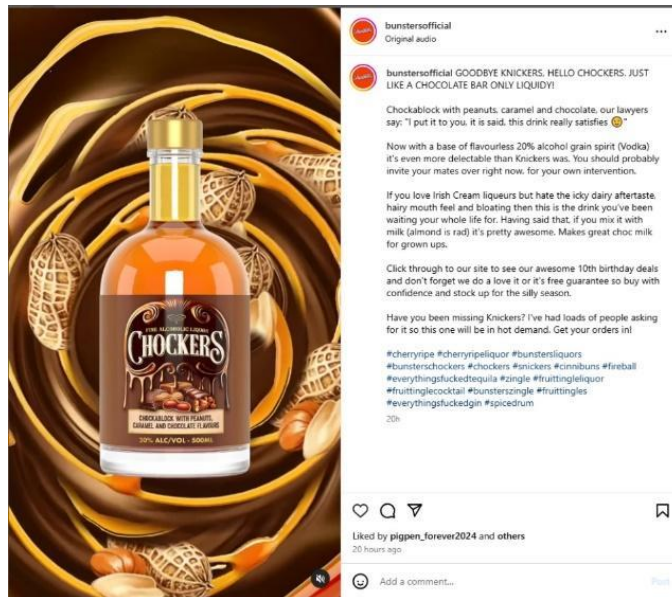 bunstersofficial
Original audio
bunstersofficial GOODBYE KNICKERS, HELLO CHOCKERS. JUST
LIKE A CHOCOLATE BAR ONLY LIQUIDY!
Chockablock with peanuts, caramel and chocolate, our lawyers
say: "I put it to you, it is said, this drink really satisfies 😉"
Now with a base of flavourless 20% alcohol grain spirit (Vodka)
it's even more delectable than Knickers was. You should probably
invite your mates over right now, for your own intervention.
If you love Irish Cream liqueurs but hate the icky dairy aftertaste,
hairy mouth feel and bloating then this is the drink you've been
waiting your whole life for. Having said that, if you mix it with
milk (almond is rad) it's pretty awesome. Makes great choc milk
for grown ups.
Click through to our site to see our awesome 10th birthday deals
and don't forget we do a love it or it's free guarantee so buy with
confidence and stock up for the silly season.
Have you been missing Knickers? I've had loads of people asking
for it so this one will be in hot demand. Get your orders in!
#cherryripe #cherryripeliquor #bunstersliquors
#bunsterschockers #chockers #snickers #cinnibuns #fireball
#everythingsfuckedtequila #zingle #fruittingleliquor
#fruittinglecocktail #bunsterszingle #fruittingles
#everythingsfuckedgin #spicedrum
20h
Liked by pigpen_forever2024 and others
20 hours ago
Add a comment...
Post
FINE ALCOHOLIC LIQUOR
CHOCKERS
CHOCKABLOCK WITH PEANUTS,
CARAMEL AND CHOCOLATE FLAVOURS
20% ALC/VOL - 500ML